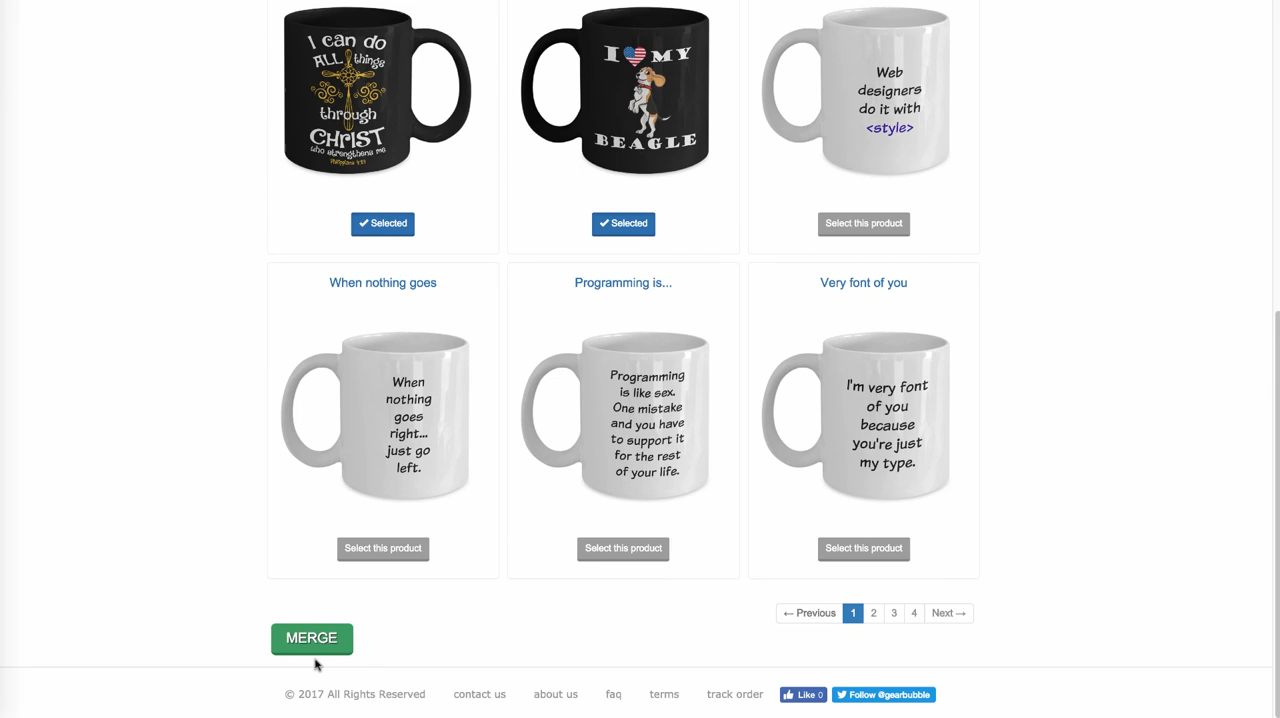 I can do
ALL things
through
CHRIST
who strengthens me
Philippians 4:13
I MY
BEAGLE
Web
designers
do it with
<style>
Selected
Selected
Select this product
When nothing goes
Programming is...
Very font of you
When
nothing
goes
right...
just go
left.
Programming
is like sex.
One mistake
and you have
to support it
for the rest
of your life.
I'm very font
of you
because
you're just
my type.
Select this product
Select this product
Select this product
← Previous 1 2 3 4 Next →
MERGE
© 2017 All Rights Reserved contact us about us faq terms track order Like 0 Follow @gearbubble